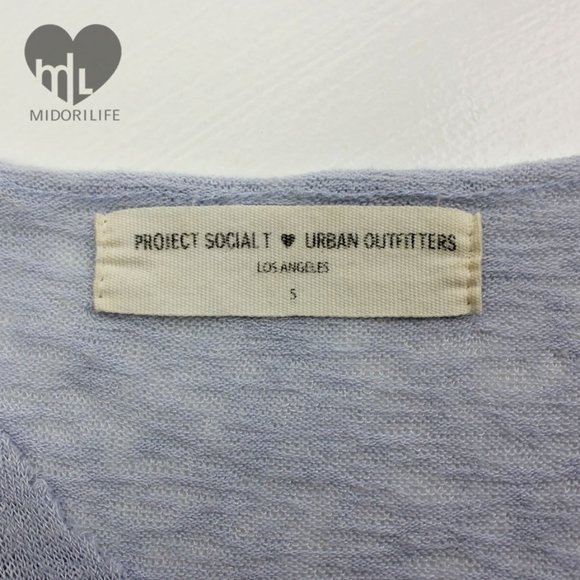 mL
MIDORILIFE
PROJECT SOCIAL T ♥ URBAN OUTFITTERS
LOS ANGELES
S